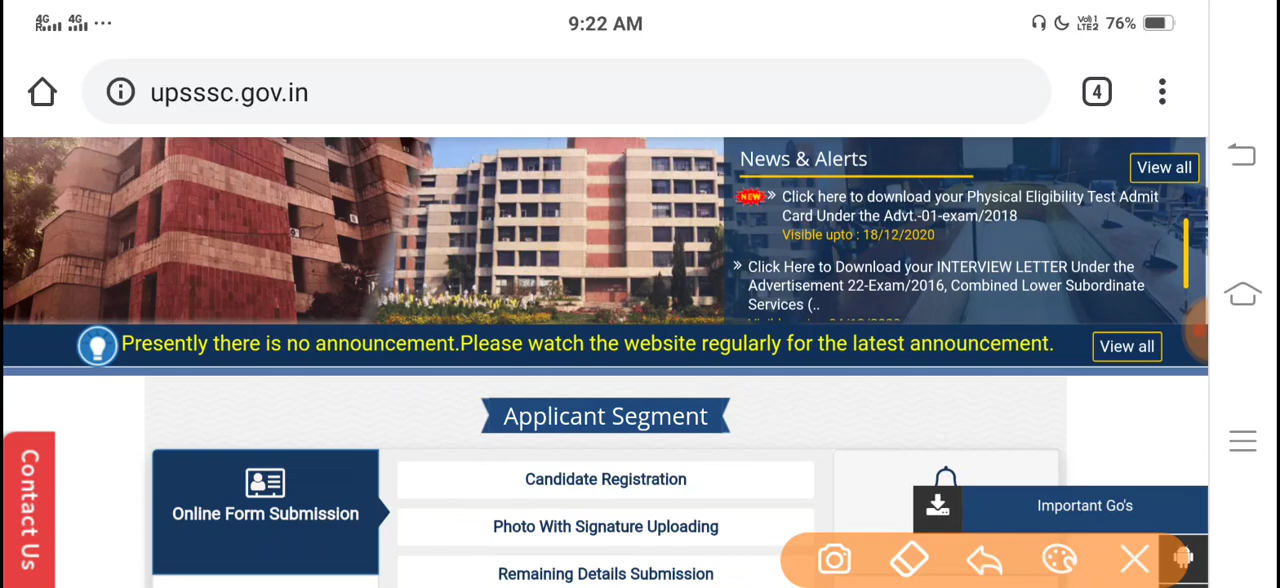 4G R 4G ... 9:22 AM Vo)) 1 LTE2 76%
upsssc.gov.in 4
News & Alerts View all
NEW » Click here to download your Physical Eligibility Test Admit
Card Under the Advt.-01-exam/2018
Visible upto : 18/12/2020
» Click Here to Download your INTERVIEW LETTER Under the
Advertisement 22-Exam/2016, Combined Lower Subordinate
Services (..
Presently there is no announcement.Please watch the website regularly for the latest announcement. View all
Applicant Segment
Contact Us
Online Form Submission
Candidate Registration
Photo With Signature Uploading
Remaining Details Submission
Important Go's